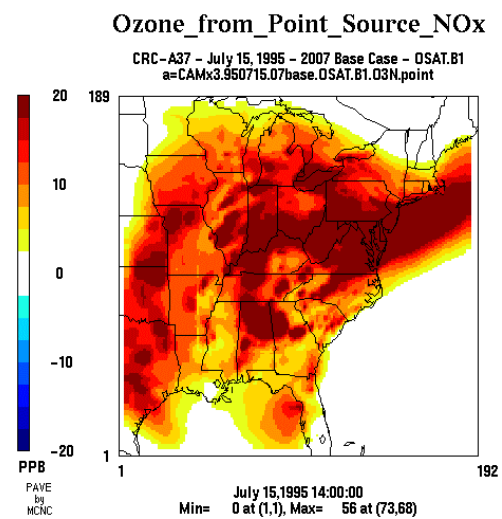 Ozone_from_Point_Source_NOx
CRC-A37 - July 15, 1995 - 2007 Base Case - OSAT.B1
a=CAMx3.950715.07base.OSAT.B1.O3N.point
20
10
0
-10
-20
PPB
PAVE
by
MCNC
189
1
1
192
July 15,1995 14:00:00
Min= 0 at (1,1), Max= 56 at (73,68)